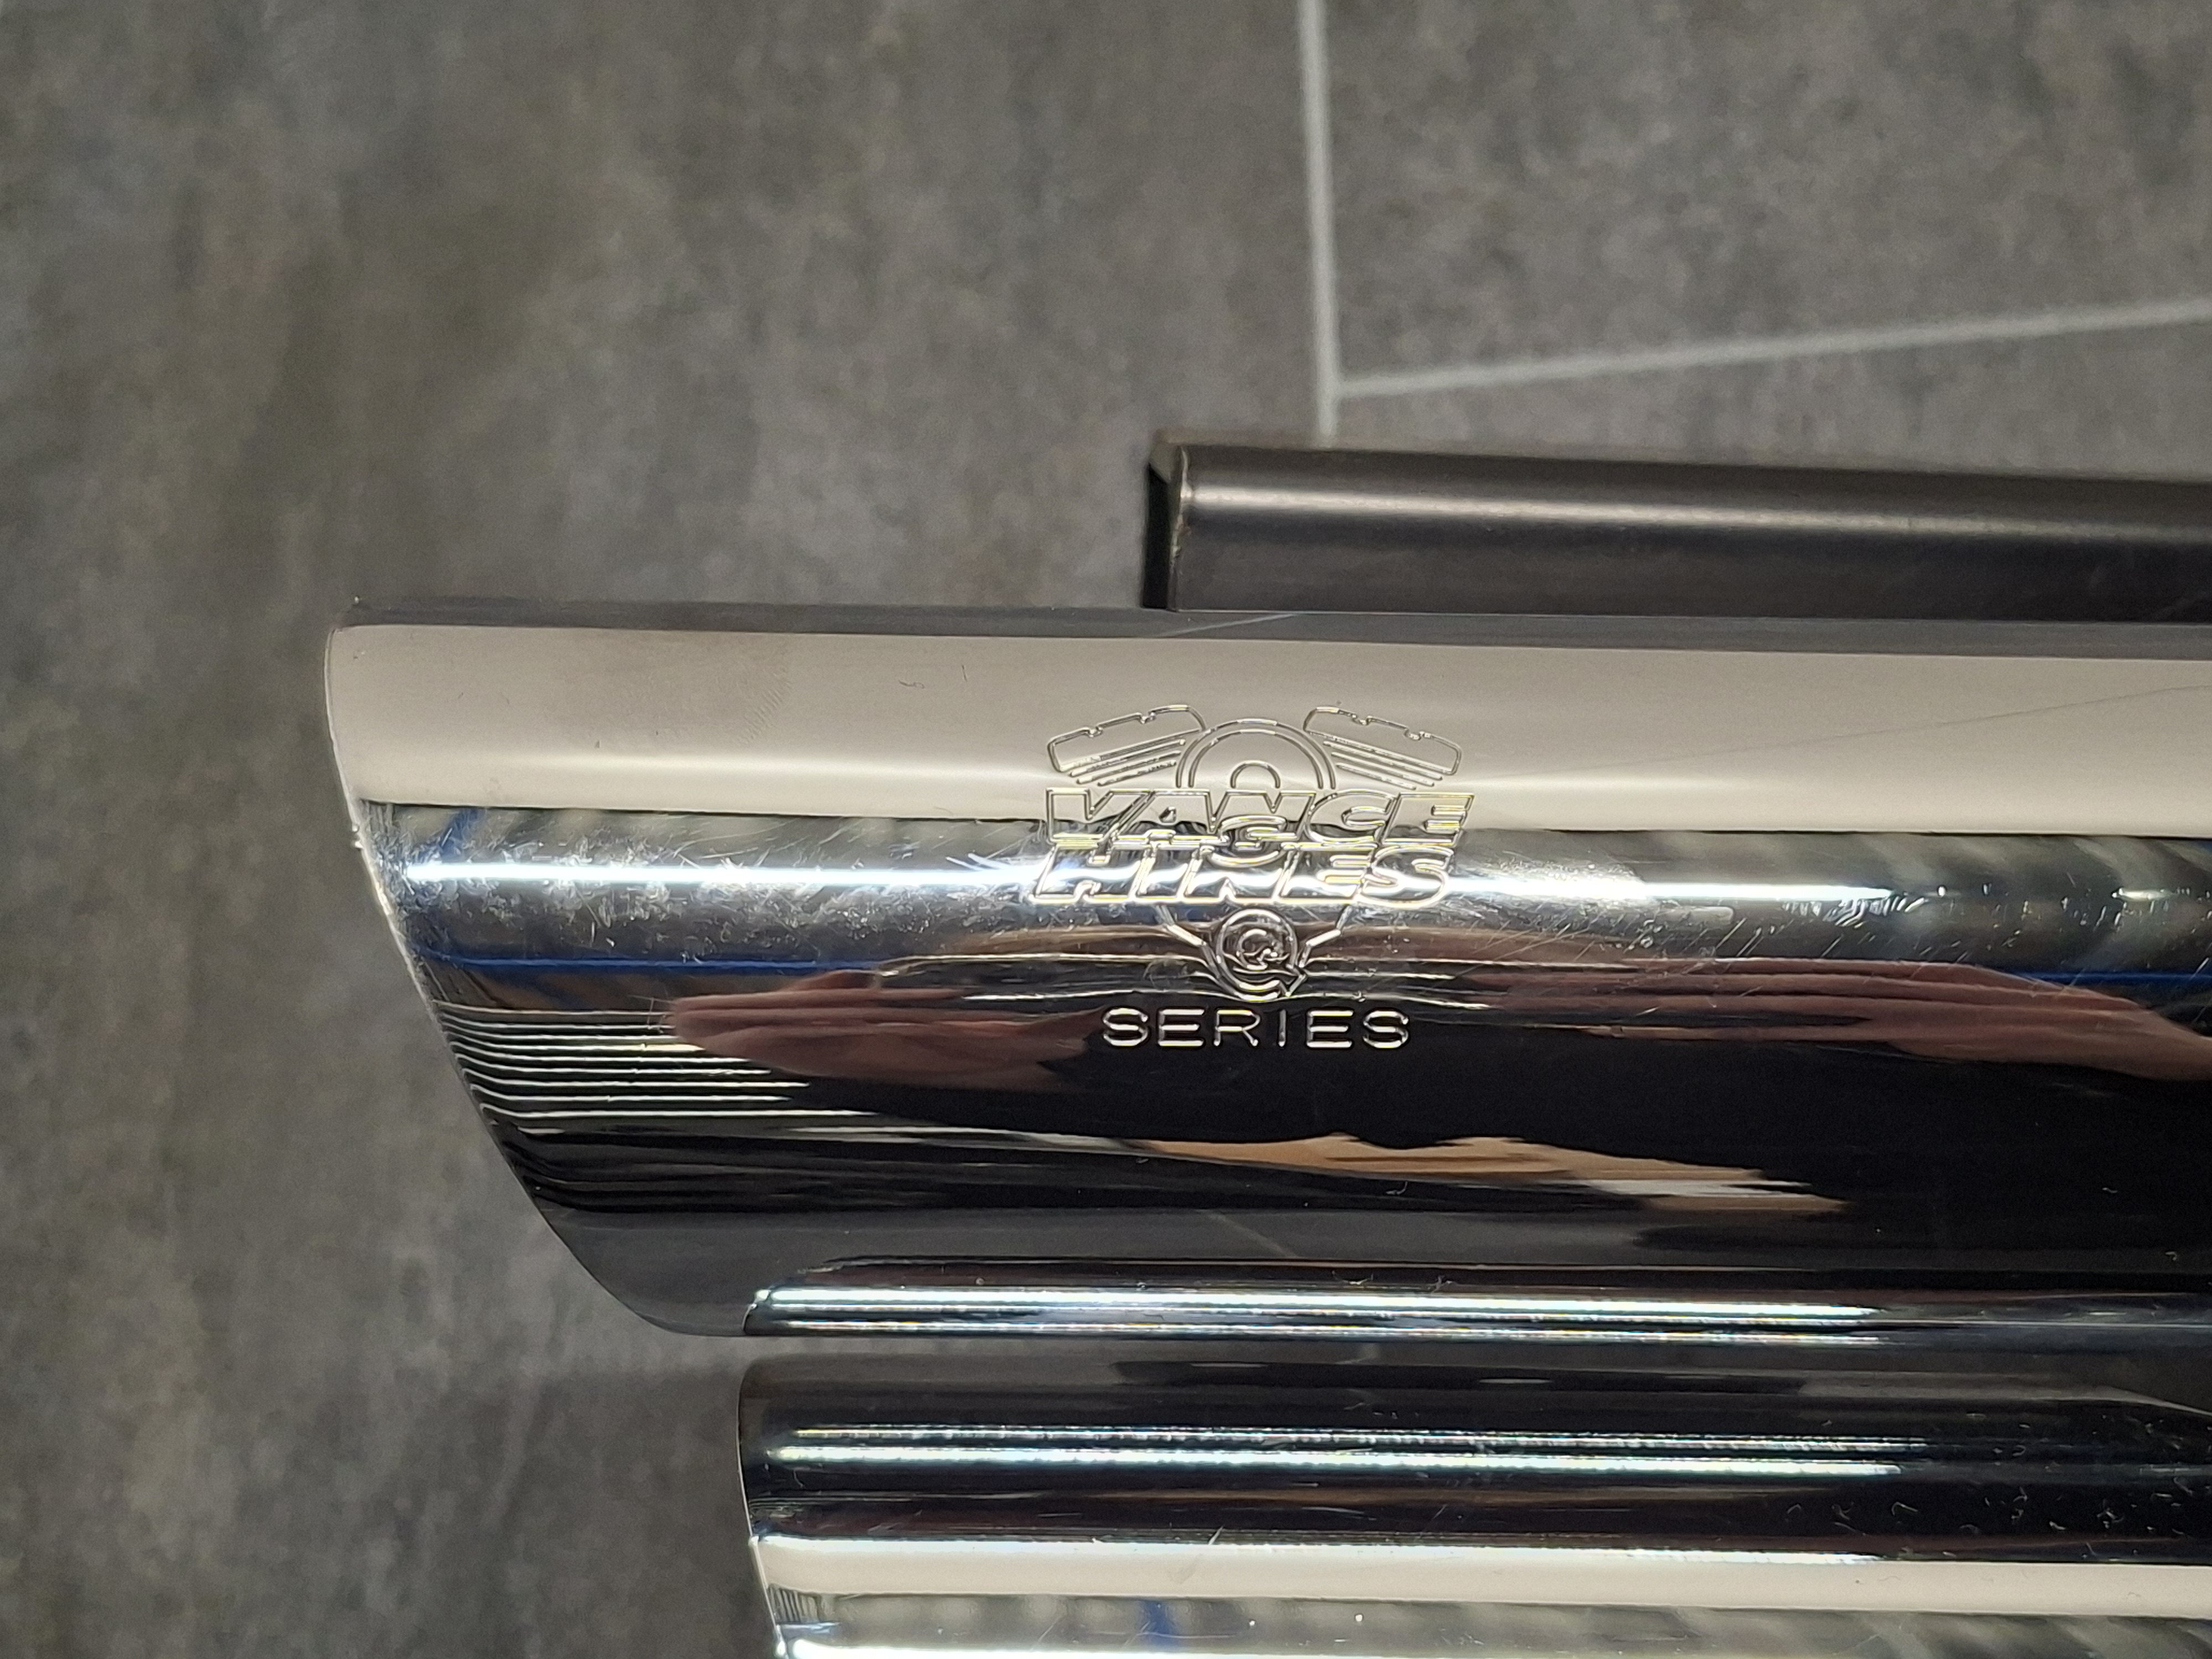 VANCE
&
HINES
Q
SERIES